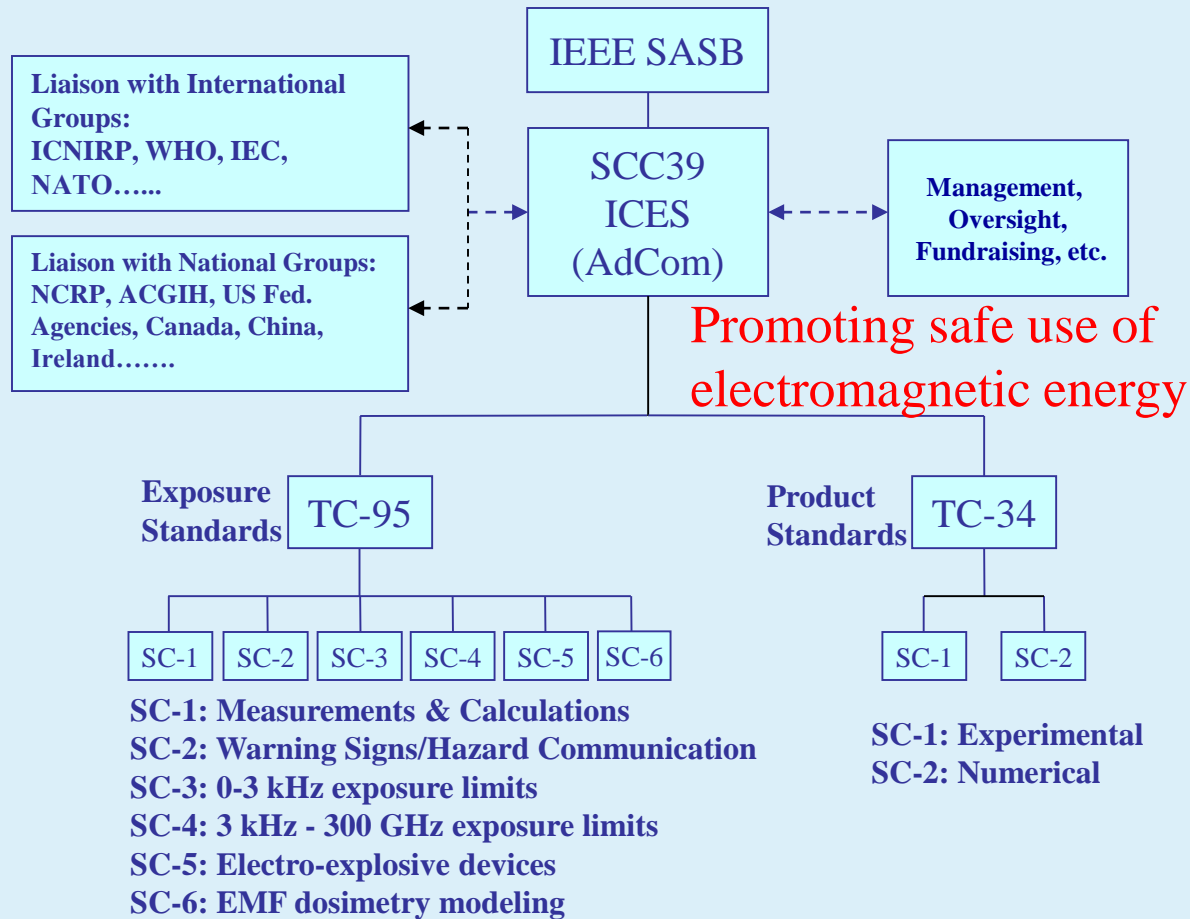 IEEE SASB
Liaison with International
Groups:
ICNIRP, WHO, IEC,
NATO…...
SCC39
ICES
(AdCom)
Management,
Oversight,
Fundraising, etc.
Liaison with National Groups:
NCRP, ACGIH, US Fed.
Agencies, Canada, China,
Ireland…….
Promoting safe use of
electromagnetic energy
Exposure
Standards
TC-95
Product
Standards
TC-34
SC-1
SC-2
SC-3
SC-4
SC-5
SC-6
SC-1
SC-2
SC-1: Measurements & Calculations
SC-2: Warning Signs/Hazard Communication
SC-3: 0-3 kHz exposure limits
SC-4: 3 kHz - 300 GHz exposure limits
SC-5: Electro-explosive devices
SC-6: EMF dosimetry modeling
SC-1: Experimental
SC-2: Numerical